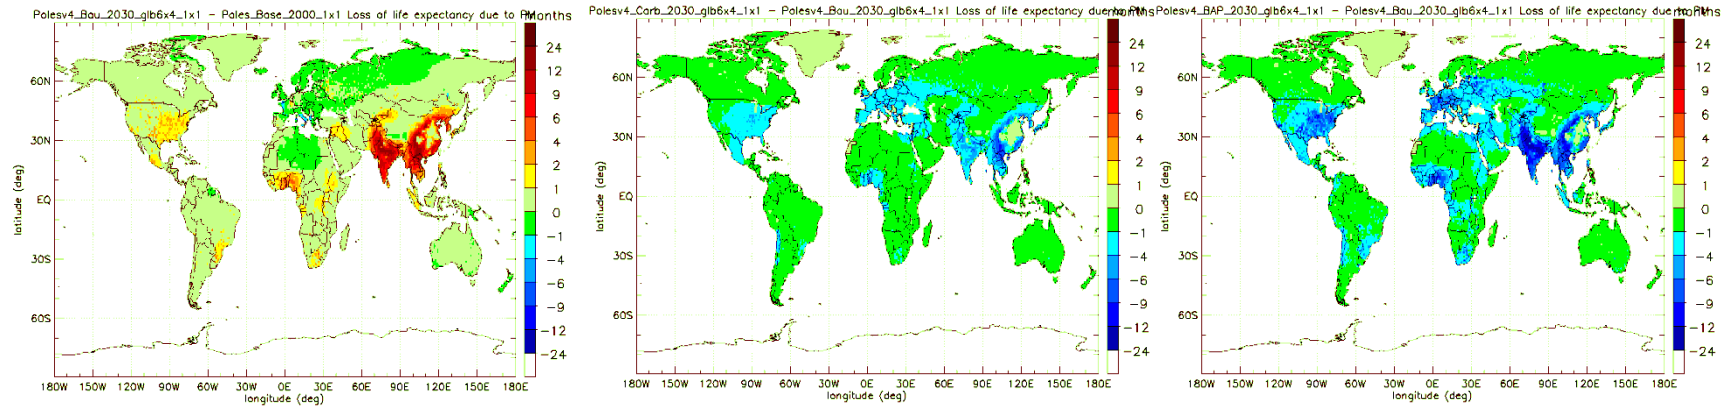 Polesv4_Bau_2030_glb6x4_1x1 - Poles_Base_2000_1x1 Loss of life expectancy due to PM
Months
24
12
9
6
4
2
1
0
-1
-4
-6
-9
-12
-24
60N
30N
EQ
30S
60S
latitude (deg)
180W 150W 120W 90W 60W 30W 0E 30E 60E 90E 120E 150E 180E
longitude (deg)
Polesv4_Carb_2030_glb6x4_1x1 - Polesv4_Bau_2030_glb6x4_1x1 Loss of life expectancy due to PM
months
24
12
9
6
4
2
1
0
-1
-4
-6
-9
-12
-24
60N
30N
EQ
30S
60S
latitude (deg)
180W 150W 120W 90W 60W 30W 0E 30E 60E 90E 120E 150E 180E
longitude (deg)
Polesv4_BAP_2030_glb6x4_1x1 - Polesv4_Bau_2030_glb6x4_1x1 Loss of life expectancy due to PM
months
24
12
9
6
4
2
1
0
-1
-4
-6
-9
-12
-24
60N
30N
EQ
30S
60S
latitude (deg)
180W 150W 120W 90W 60W 30W 0E 30E 60E 90E 120E 150E 180E
longitude (deg)